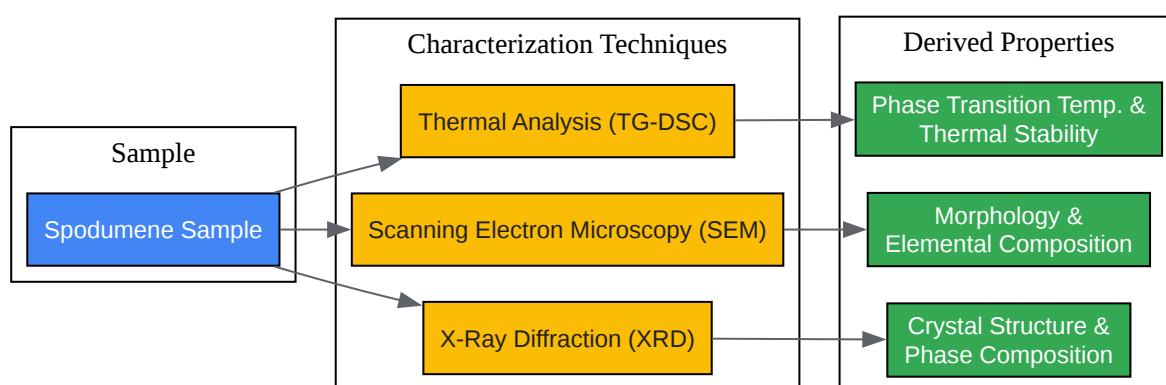 Sample
Spodumene Sample
Characterization Techniques
Thermal Analysis (TG-DSC)
Scanning Electron Microscopy (SEM)
X-Ray Diffraction (XRD)
Derived Properties
Phase Transition Temp. &
Thermal Stability
Morphology &
Elemental Composition
Crystal Structure &
Phase Composition